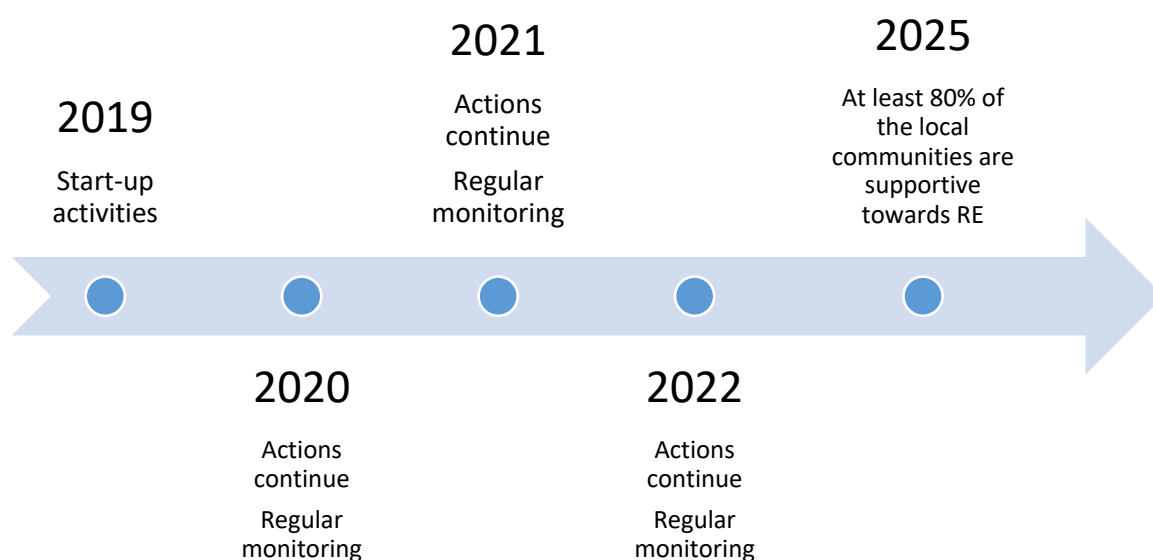 2019
Start-up
activities
2020
Actions
continue
Regular
monitoring
2021
Actions
continue
Regular
monitoring
2022
Actions
continue
Regular
monitoring
2025
At least 80% of
the local
communities are
supportive
towards RE